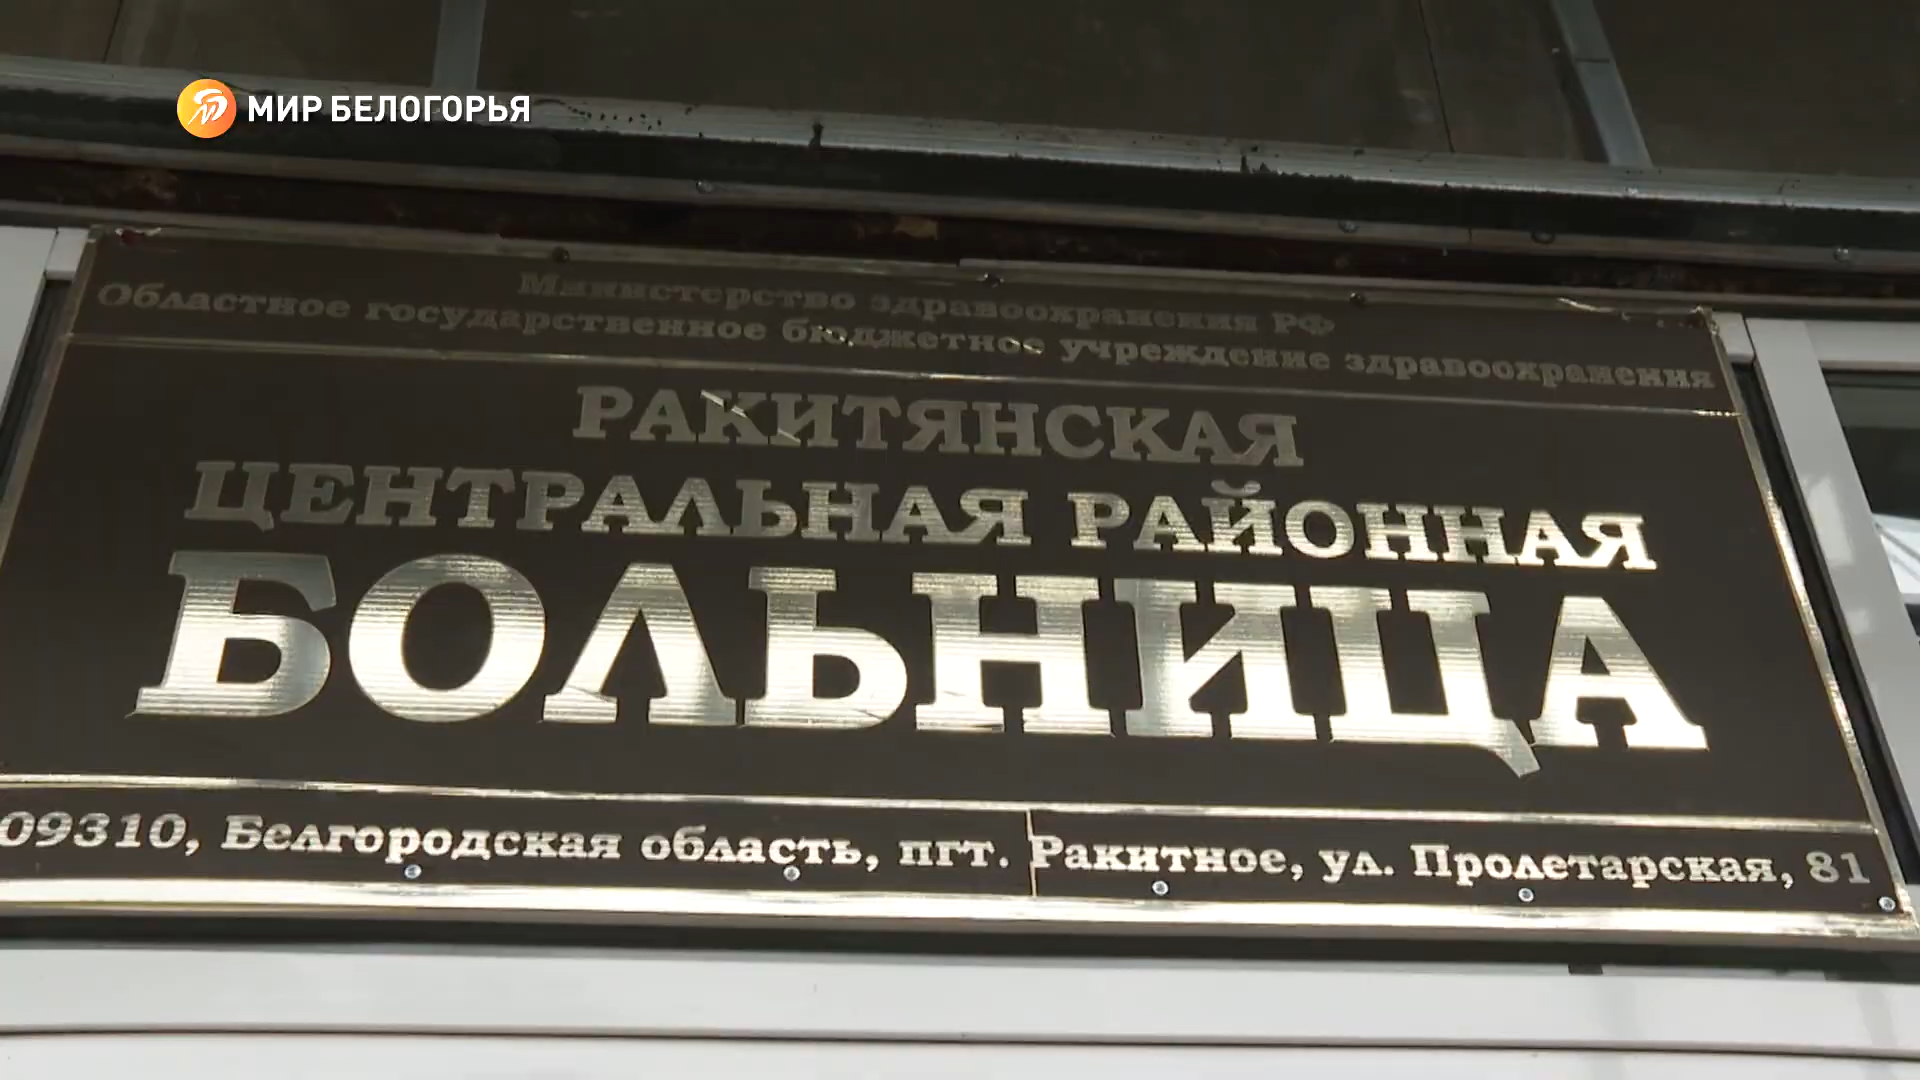 МИР БЕЛОГОРЬЯ
Министерство здравоохранения РФ
Областное государственное бюджетное учреждение здравоохранения
РАКИТЯНСКАЯ
ЦЕНТРАЛЬНАЯ РАЙОННАЯ
БОЛЬНИЦА
09310, Белгородская область, пгт. Ракитное, ул. Пролетарская, 81